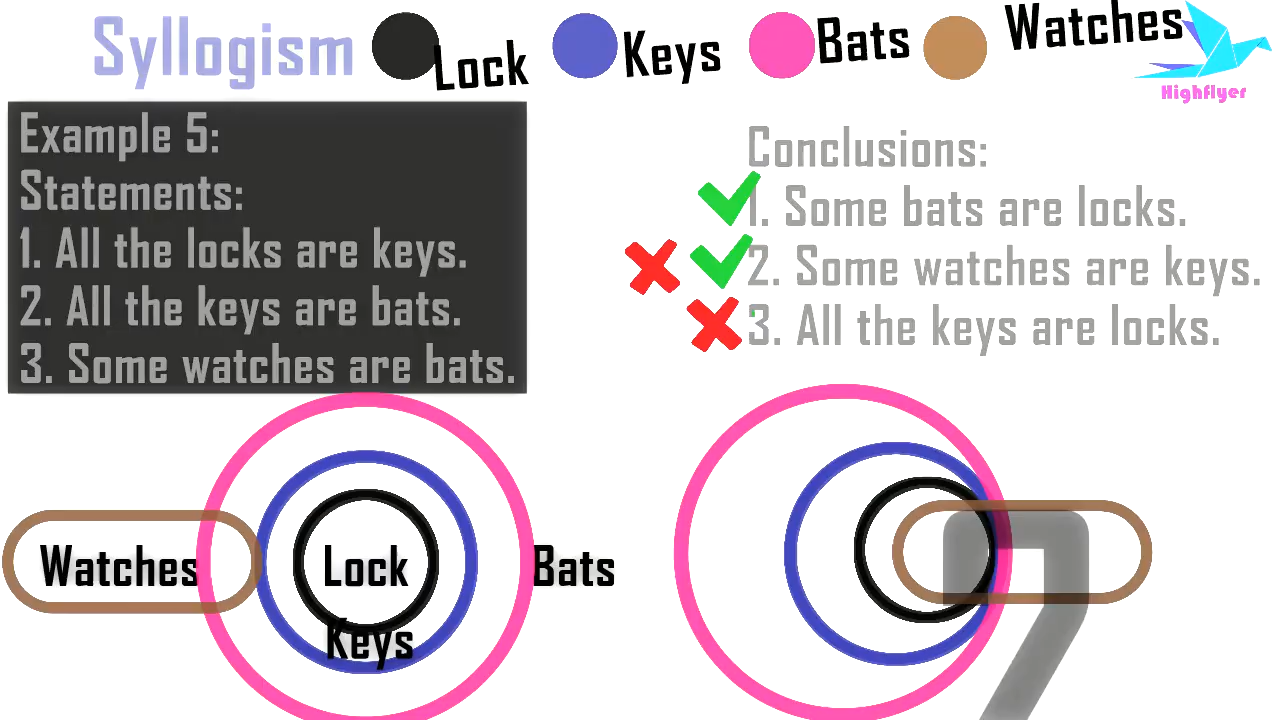 Syllogism
Lock
Keys
Bats
Watches
Highflyer
Example 5:
Statements:
1. All the locks are keys.
2. All the keys are bats.
3. Some watches are bats.
Conclusions:
1. Some bats are locks.
2. Some watches are keys.
3. All the keys are locks.
Watches
Lock
Bats
Keys